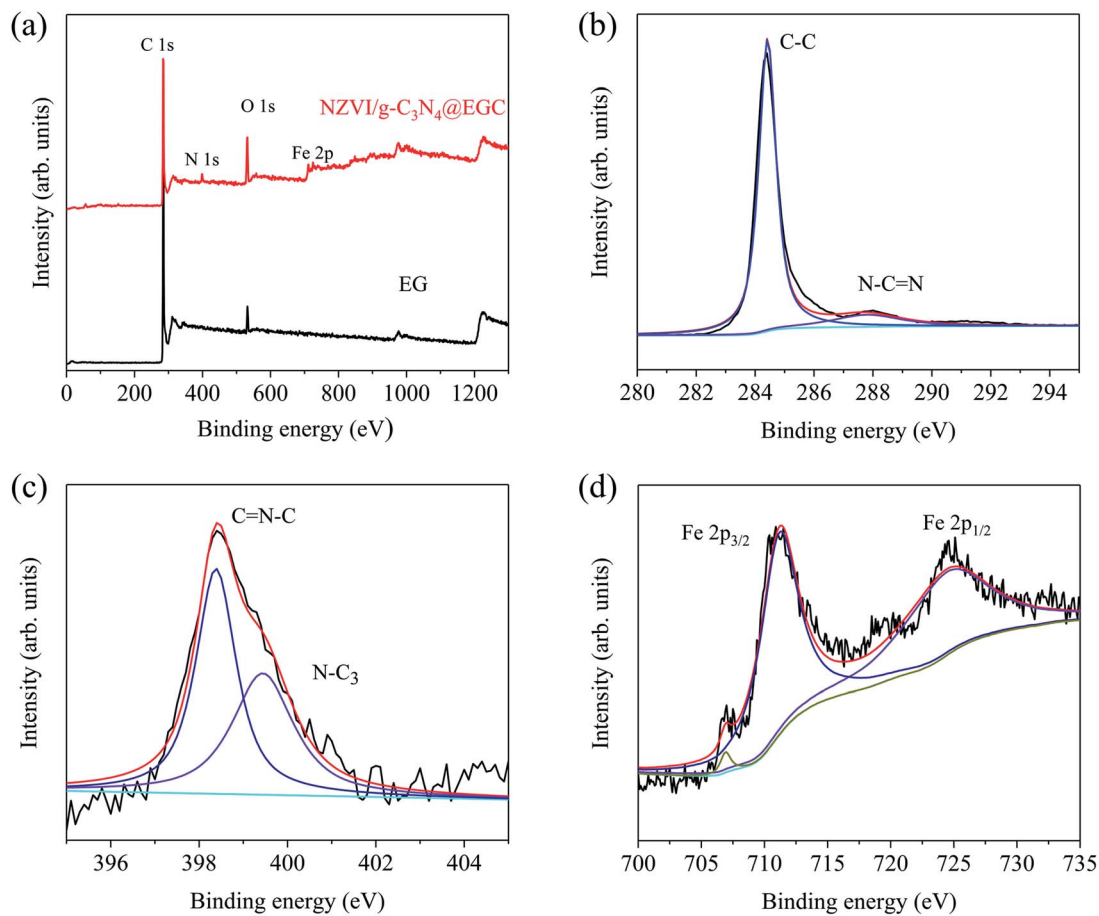 (a)
C 1s
O 1s
NZVI/g-C₃N₄@EGC
N 1s
Fe 2p
EG
Intensity (arb. units)
0 200 400 600 800 1000 1200
Binding energy (eV)
(b)
C-C
N-C=N
Intensity (arb. units)
280 282 284 286 288 290 292 294
Binding energy (eV)
(c)
C=N-C
N-C₃
Intensity (arb. units)
396 398 400 402 404
Binding energy (eV)
(d)
Fe 2p₃/₂
Fe 2p₁/₂
Intensity (arb. units)
700 705 710 715 720 725 730 735
Binding energy (eV)